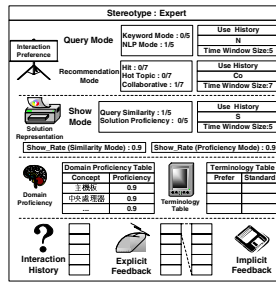 Stereotype : Expert
Interaction
Preference
Query Mode
Keyword Mode : 0/5
NLP Mode : 1/5
Use History
N
Time Window Size:5
Recommendation
Mode
Hit : 0/7
Hot Topic : 0/7
Collaborative : 1/7
Use History
Co
Time Window Size:7
Solution
Representation
Show
Mode
Query Similarity : 1/5
Solution Proficiency : 0/5
Use History
S
Time Window Size:5
Show_Rate (Similarity Mode) : 0.9
Show_Rate (Proficiency Mode) : 0.9
Domain
Proficiency
Domain Proficiency Table
Concept Proficiency
主機板 0.9
中央處理器 0.9
... 0.9
Terminology
Table
Terminology Table
Prefer Standard
?
Interaction
History
Explicit
Feedback
Implicit
Feedback